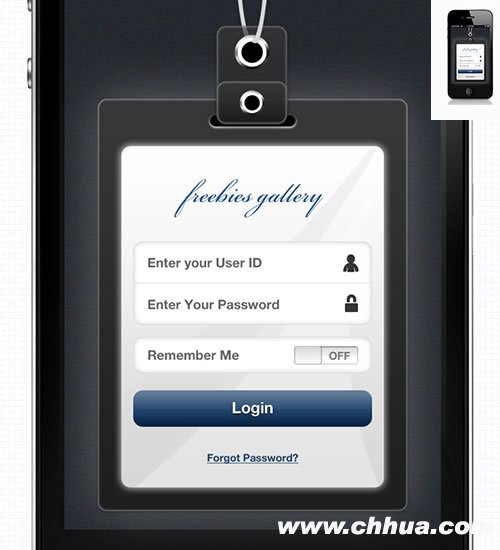 freebies gallery
Enter your User ID
Enter Your Password
Remember Me
OFF
Login
Forgot Password?
www.chhua.com